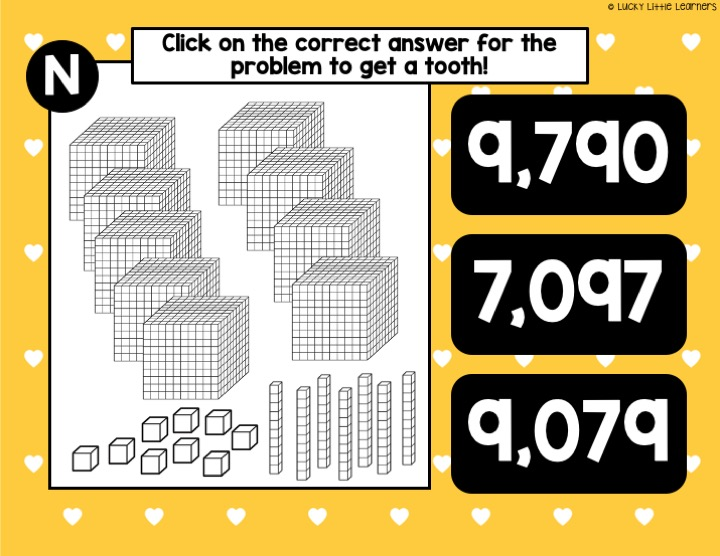 © Lucky Little Learners
Click on the correct answer for the
problem to get a tooth!
N
9,790
7,097
9,079